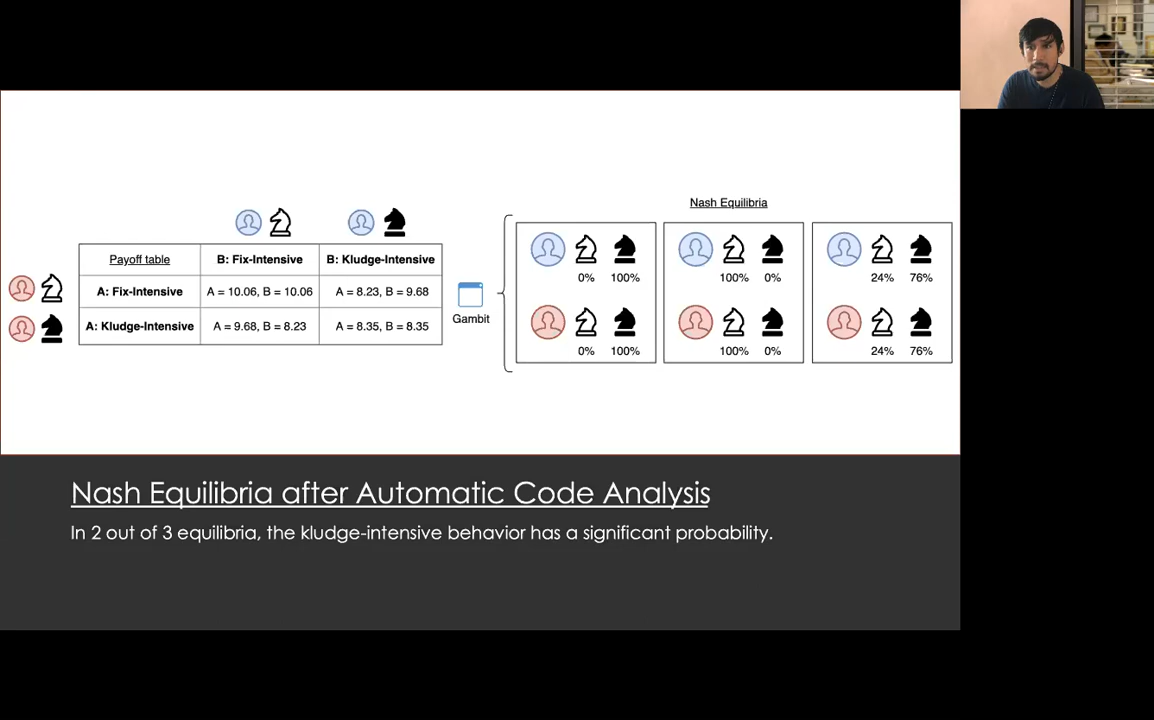 Nash Equilibria
Payoff table B: Fix-Intensive B: Kludge-Intensive
A: Fix-Intensive A = 10.06, B = 10.06 A = 8.23, B = 9.68
A: Kludge-Intensive A = 9.68, B = 8.23 A = 8.35, B = 8.35
Gambit
0% 100% 100% 0% 24% 76%
0% 100% 100% 0% 24% 76%
Nash Equilibria after Automatic Code Analysis
In 2 out of 3 equilibria, the kludge-intensive behavior has a significant probability.